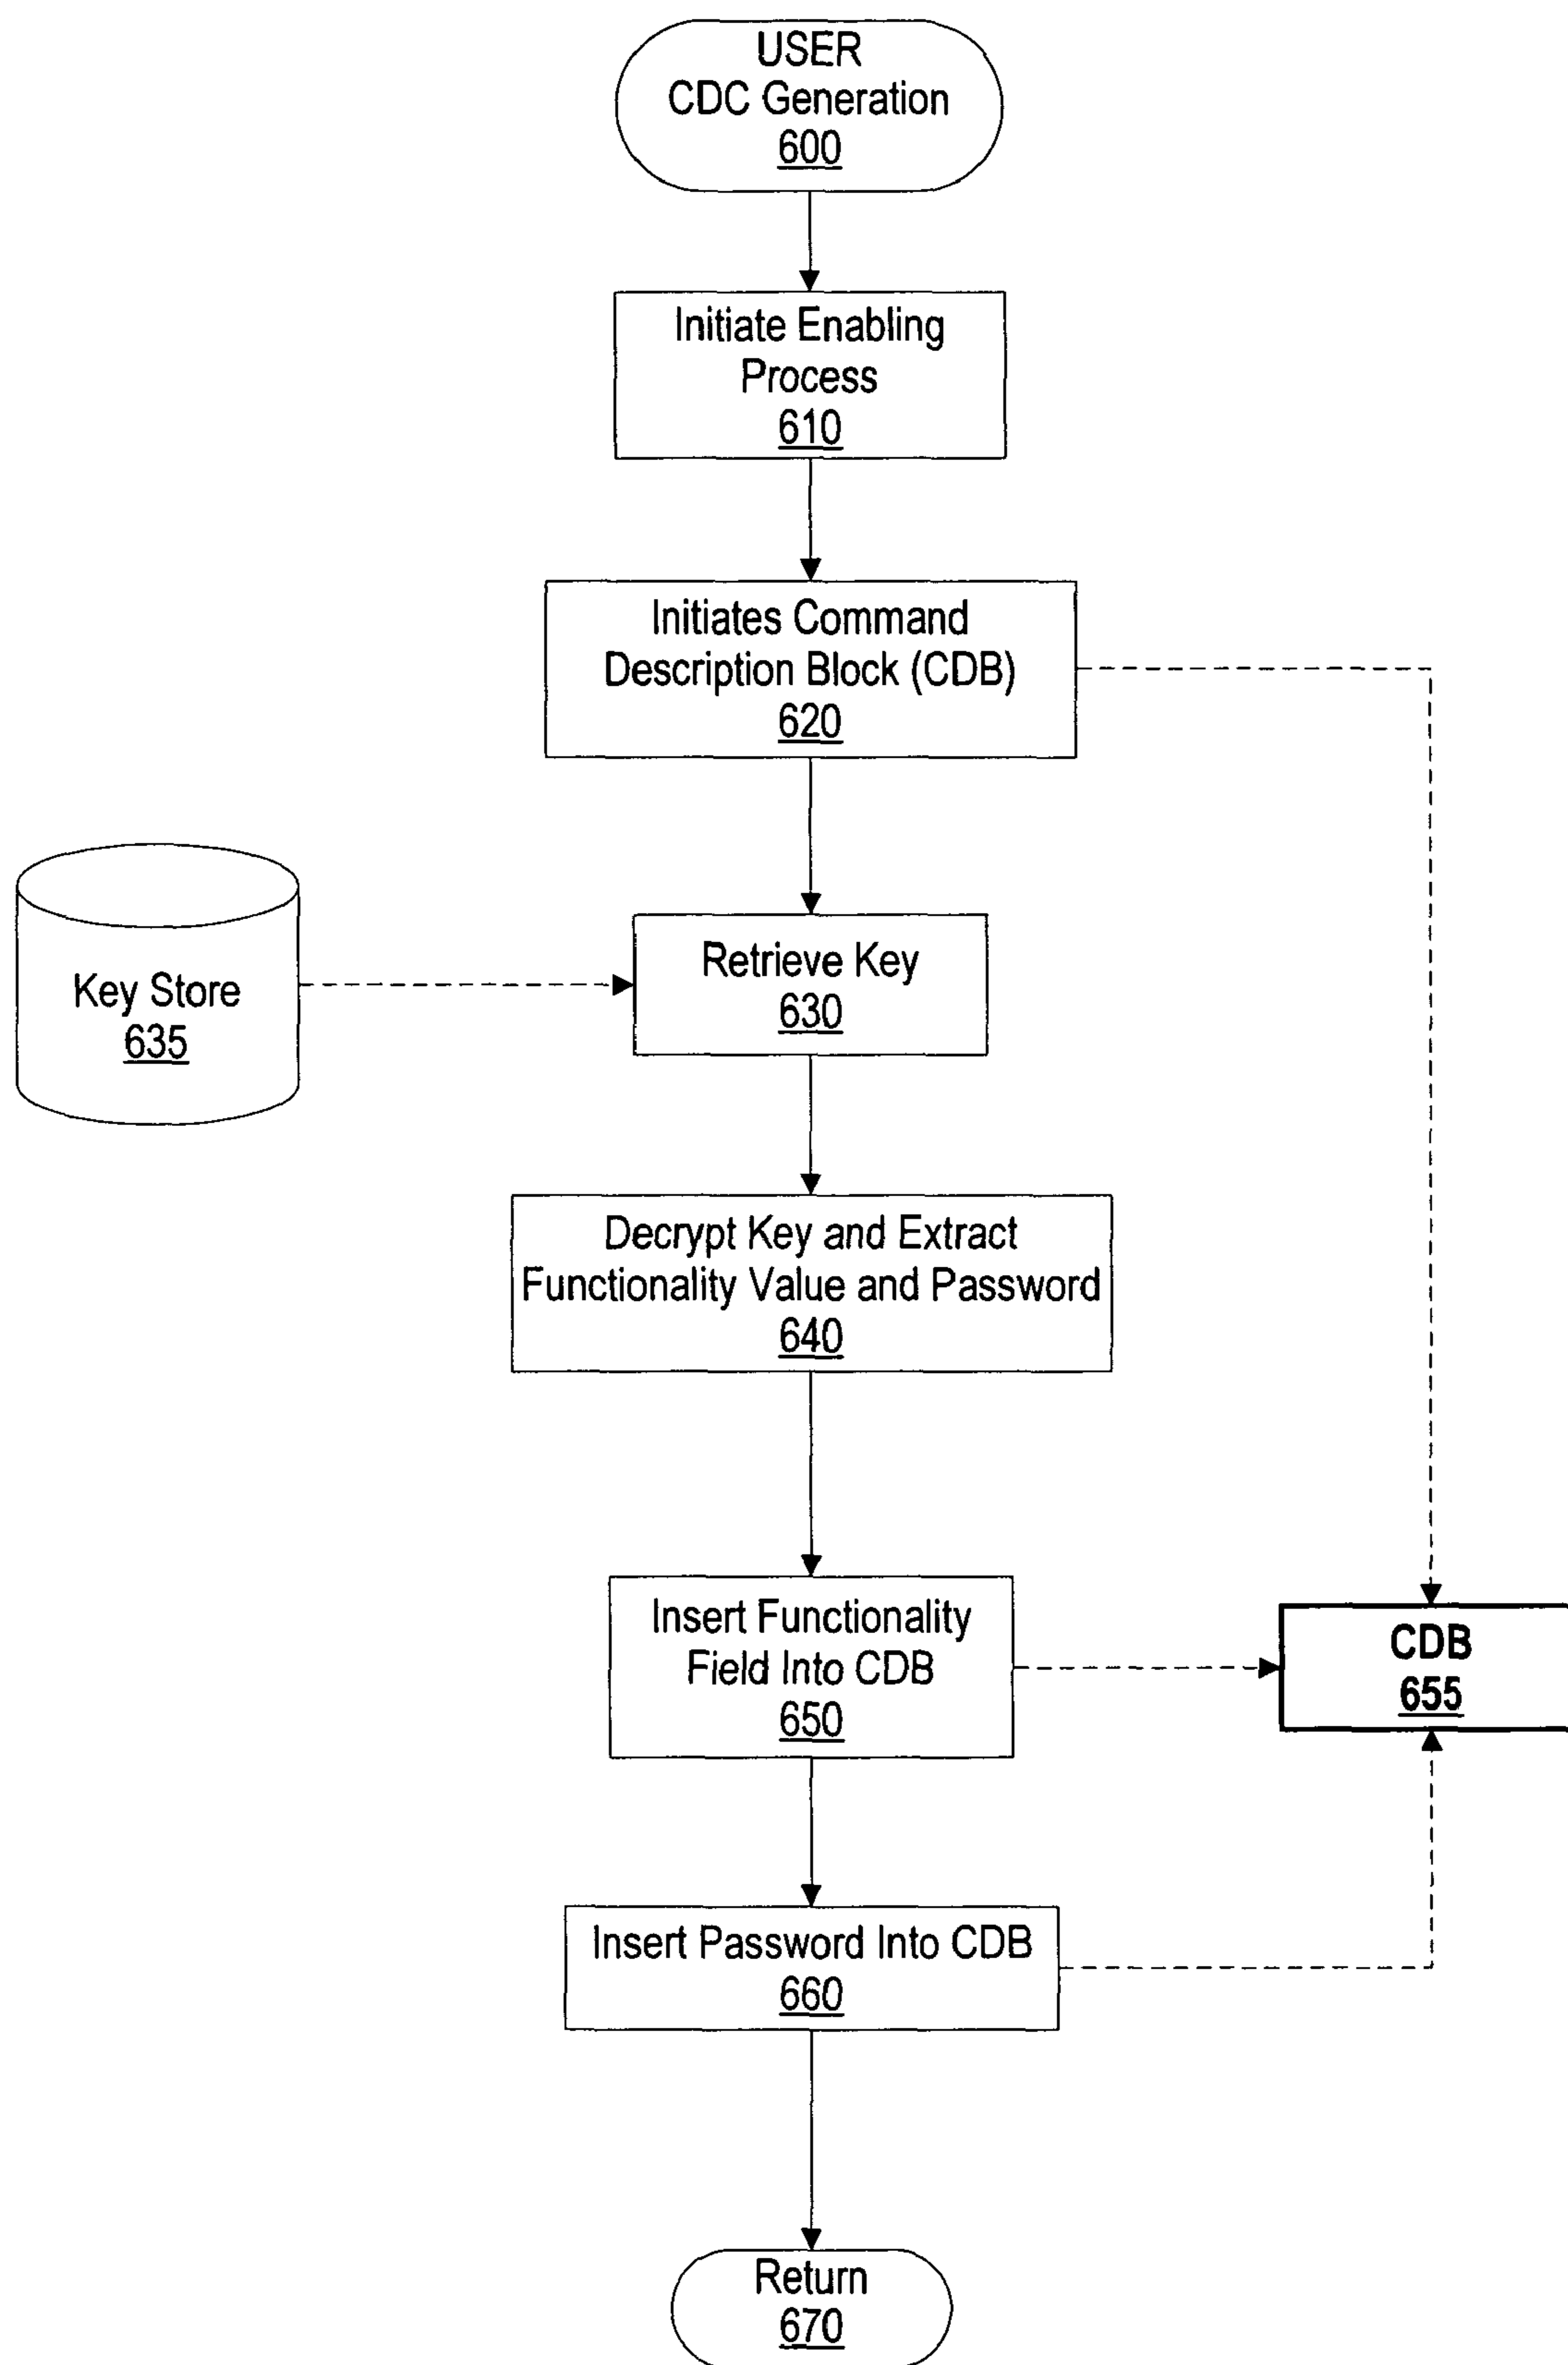 USER
CDC Generation
600
Initiate Enabling
Process
610
Initiates Command
Description Block (CDB)
620
Key Store
635
Retrieve Key
630
Decrypt Key and Extract
Functionality Value and Password
640
Insert Functionality
Field Into CDB
650
CDB
655
Insert Password Into CDB
660
Return
670